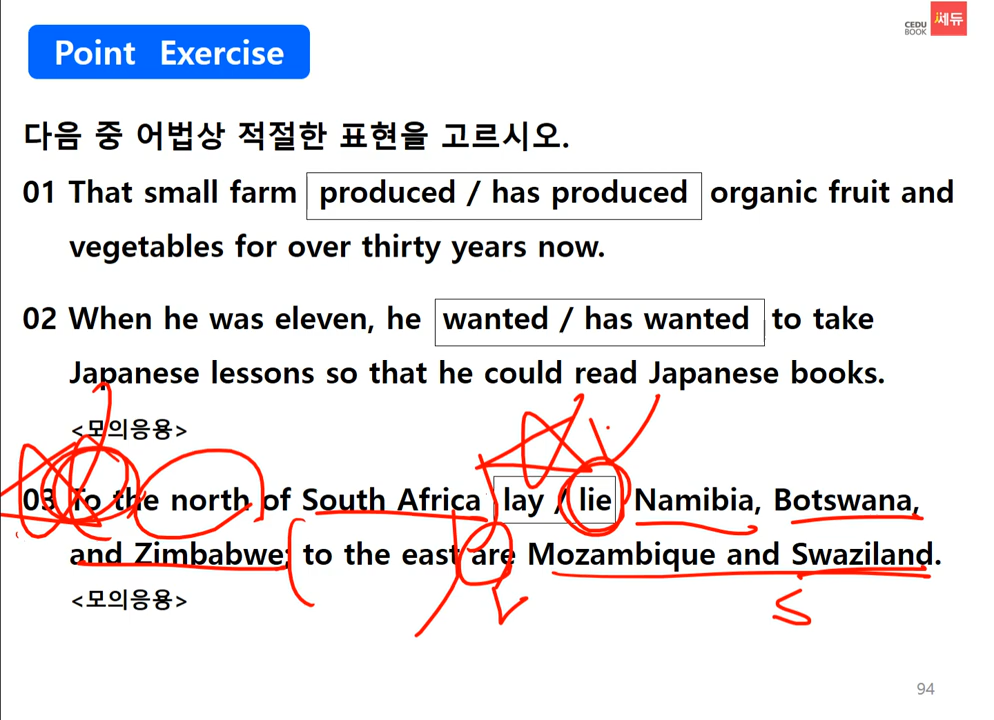 CEDU
BOOK
쎄듀
Point Exercise
다음 중 어법상 적절한 표현을 고르시오.
01 That small farm produced / has produced organic fruit and
vegetables for over thirty years now.
02 When he was eleven, he wanted / has wanted to take
Japanese lessons so that he could read Japanese books.
<모의응용>
03 To the north of South Africa lay / lie Namibia, Botswana,
and Zimbabwe; to the east are Mozambique and Swaziland.
V
S
<모의응용>
94